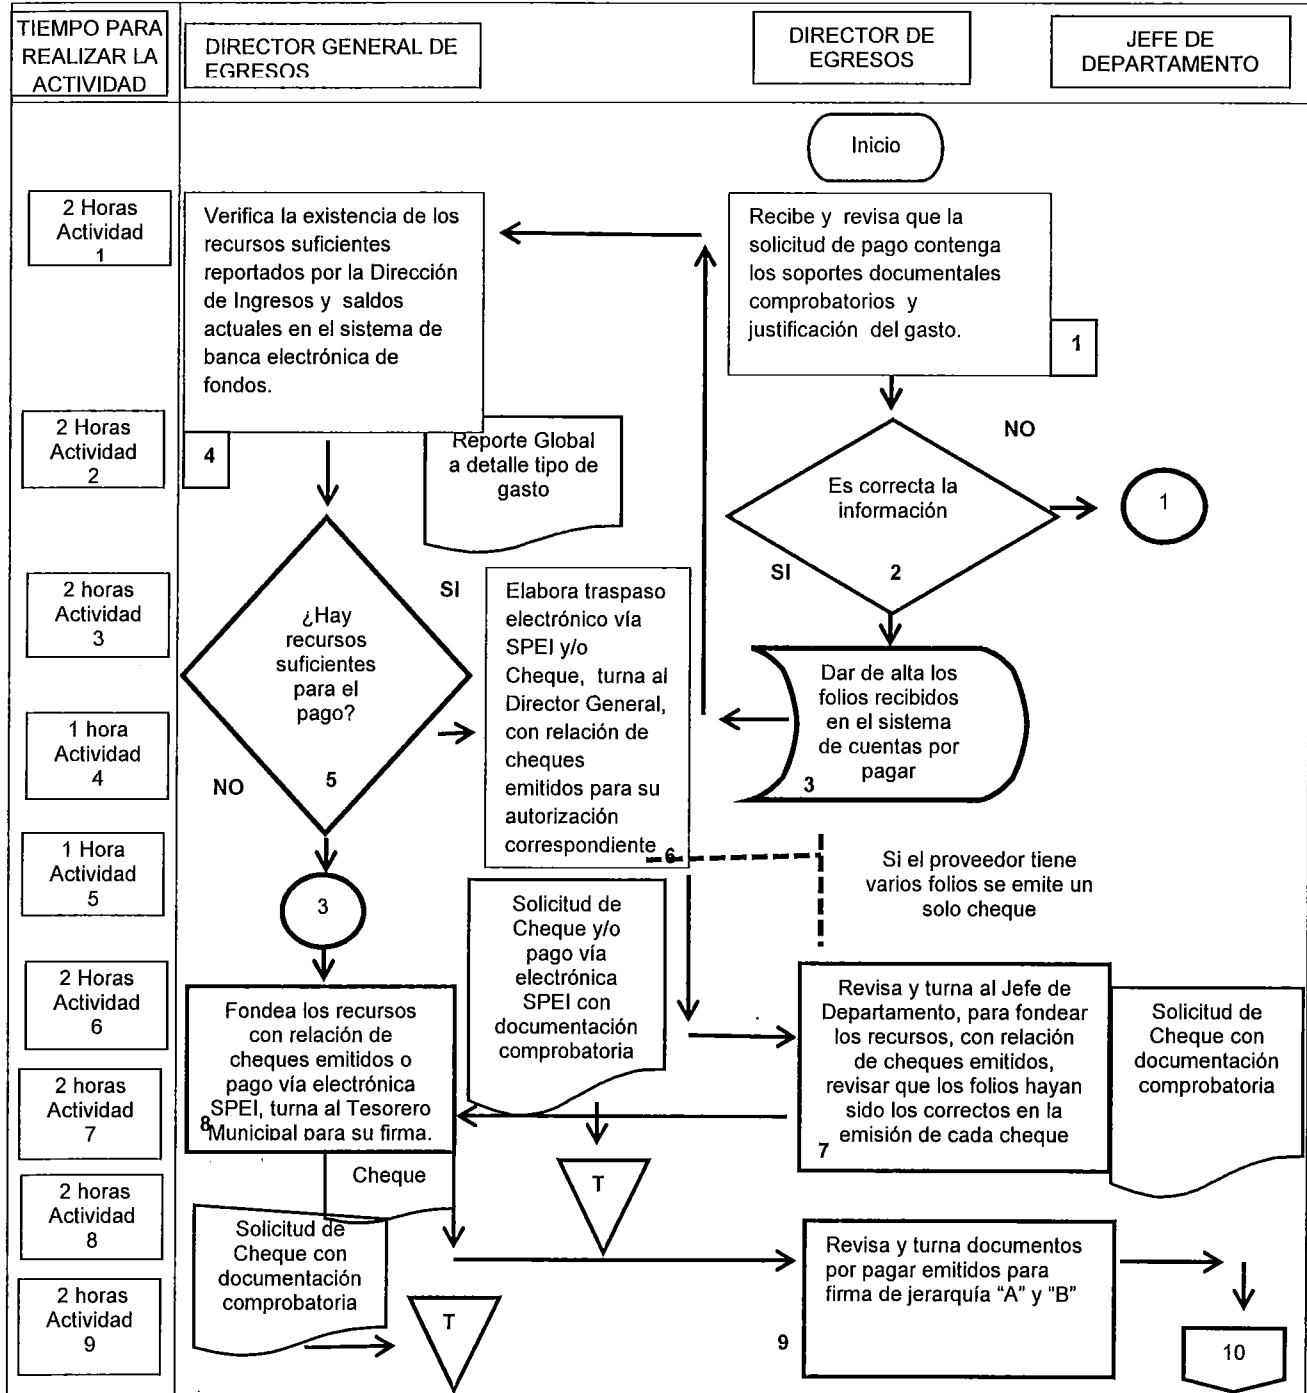 TIEMPO PARA
REALIZAR LA
ACTIVIDAD
DIRECTOR GENERAL DE
EGRESOS
DIRECTOR DE
EGRESOS
JEFE DE
DEPARTAMENTO
Inicio
2 Horas
Actividad
1
Verifica la existencia de los
recursos suficientes
reportados por la Dirección
de Ingresos y saldos
actuales en el sistema de
banca electrónica de
fondos.
4
Recibe y revisa que la
solicitud de pago contenga
los soportes documentales
comprobatorios y
justificación del gasto.
1
2 Horas
Actividad
2
Reporte Global
a detalle tipo de
gasto
NO
Es correcta la
información
SI
2
1
2 horas
Actividad
3
¿Hay
recursos
suficientes
para el
pago?
SI
NO
5
Elabora traspaso
electrónico vía
SPEI y/o
Cheque, turna al
Director General,
con relación de
cheques
emitidos para su
autorización
correspondiente
6
Dar de alta los
folios recibidos
en el sistema
de cuentas por
pagar
3
1 hora
Actividad
4
1 Hora
Actividad
5
3
Solicitud de
Cheque y/o
pago vía
electrónica
SPEI con
documentación
comprobatoria
Si el proveedor tiene
varios folios se emite un
solo cheque
2 Horas
Actividad
6
Fondea los recursos
con relación de
cheques emitidos o
pago vía electrónica
SPEI, turna al Tesorero
Municipal para su firma.
8
Revisa y turna al Jefe de
Departamento, para fondear
los recursos, con relación
de cheques emitidos,
revisar que los folios hayan
sido los correctos en la
emisión de cada cheque
7
Solicitud de
Cheque con
documentación
comprobatoria
2 horas
Actividad
7
Cheque
T
2 horas
Actividad
8
Solicitud de
Cheque con
documentación
comprobatoria
T
Revisa y turna documentos
por pagar emitidos para
firma de jerarquía "A" y "B"
9
2 horas
Actividad
9
10